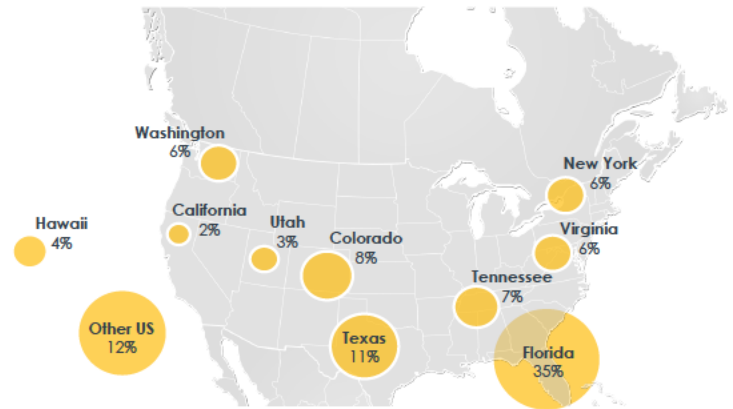 Washington
6%
New York
6%
California
2%
Hawaii
4%
Utah
3%
Virginia
6%
Colorado
8%
Tennessee
7%
Other US
12%
Texas
11%
Florida
35%